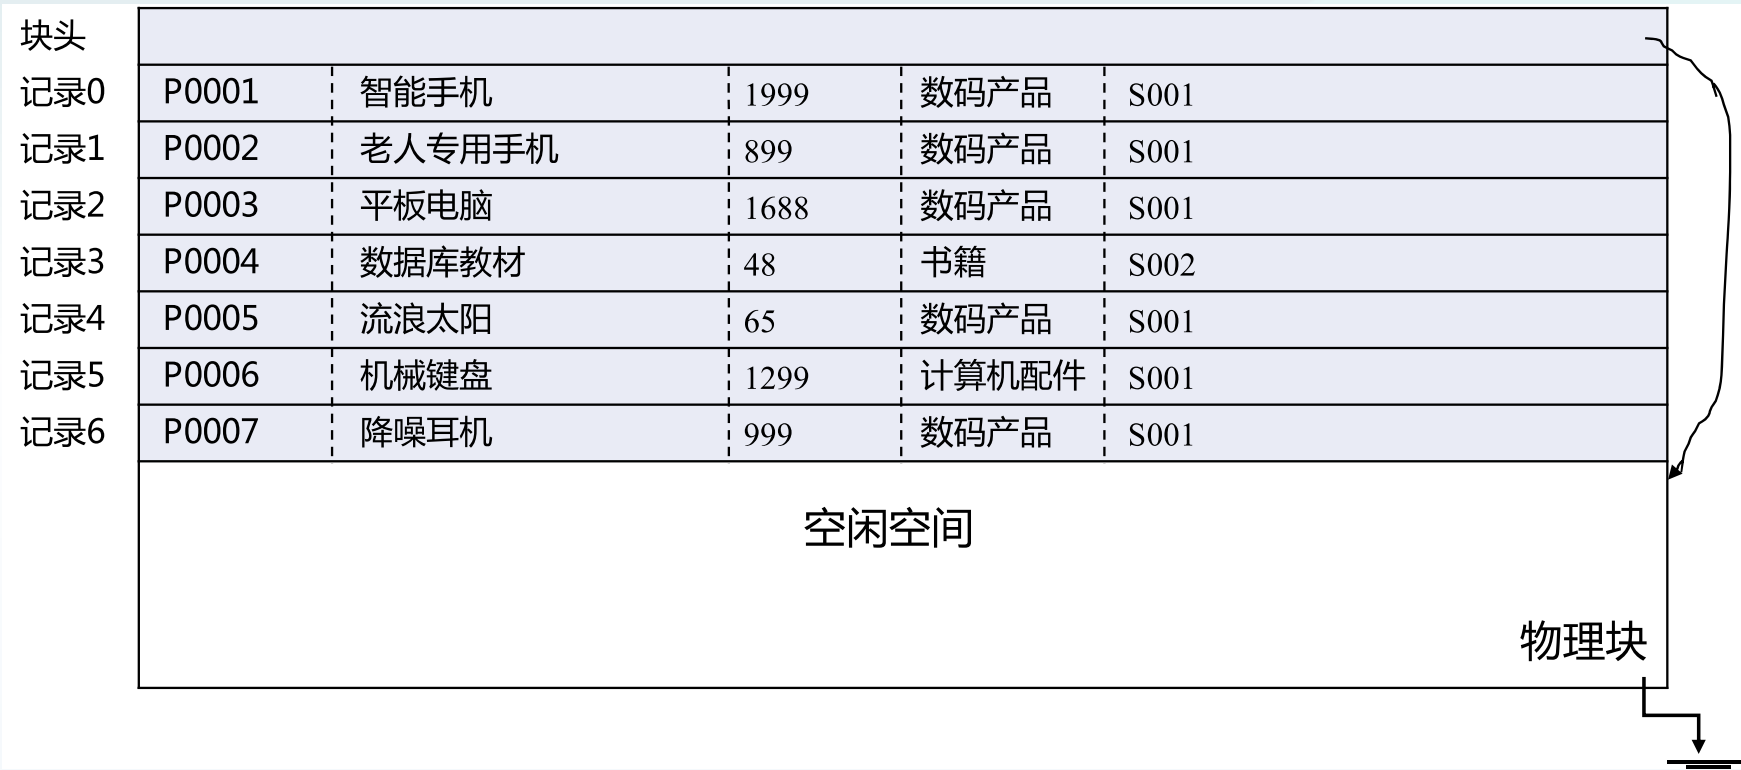 块头
记录0 P0001 智能手机 1999 数码产品 S001
记录1 P0002 老人专用手机 899 数码产品 S001
记录2 P0003 平板电脑 1688 数码产品 S001
记录3 P0004 数据库教材 48 书籍 S002
记录4 P0005 流浪太阳 65 数码产品 S001
记录5 P0006 机械键盘 1299 计算机配件 S001
记录6 P0007 降噪耳机 999 数码产品 S001
空闲空间
物理块